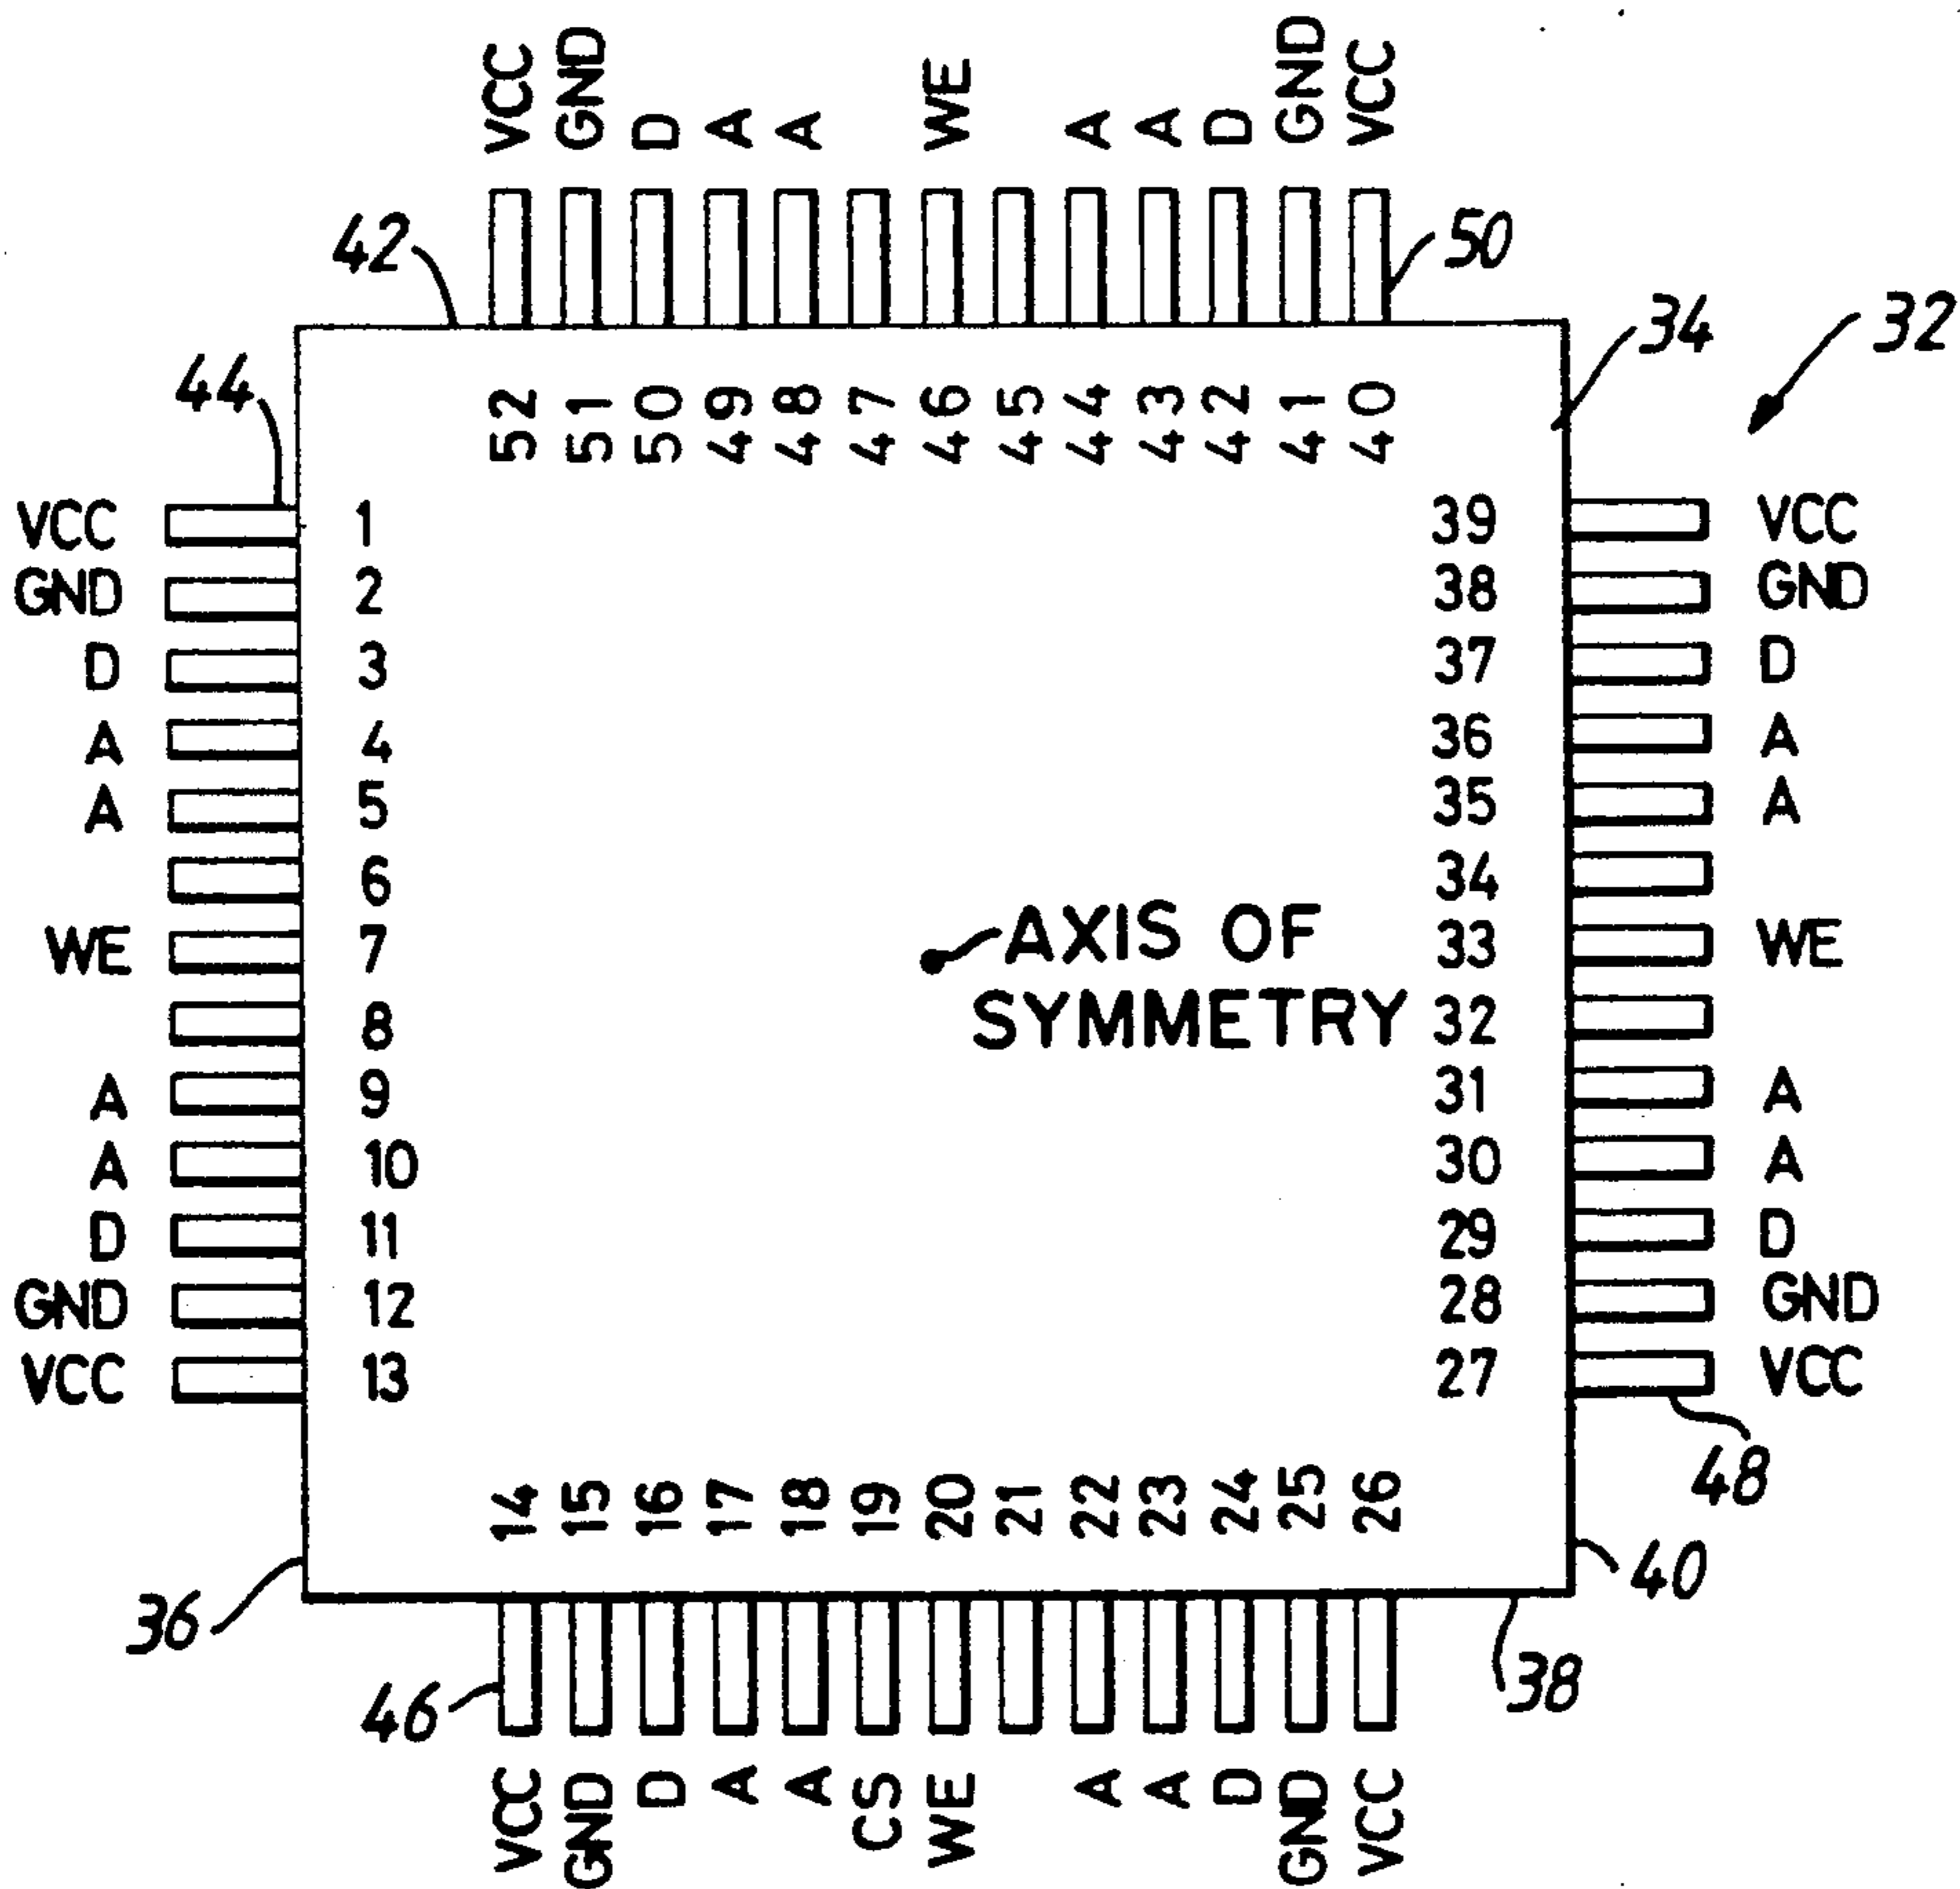 VCC GND D A A WE A A D GND VCC
42
50
34
32
44
52 51 50 49 48 47 46 45 44 43 42 41 40
VCC 1 39 VCC
GND 2 38 GND
D 3 37 D
A 4 36 A
A 5 35 A
6 34
WE 7 33 WE
AXIS OF
SYMMETRY
8 32
A 9 31 A
A 10 30 A
D 11 29 D
GND 12 28 GND
VCC 13 27 VCC
48
14 15 16 17 18 19 20 21 22 23 24 25 26
36
40
46
38
VCC GND D A A CS WE A A D GND VCC